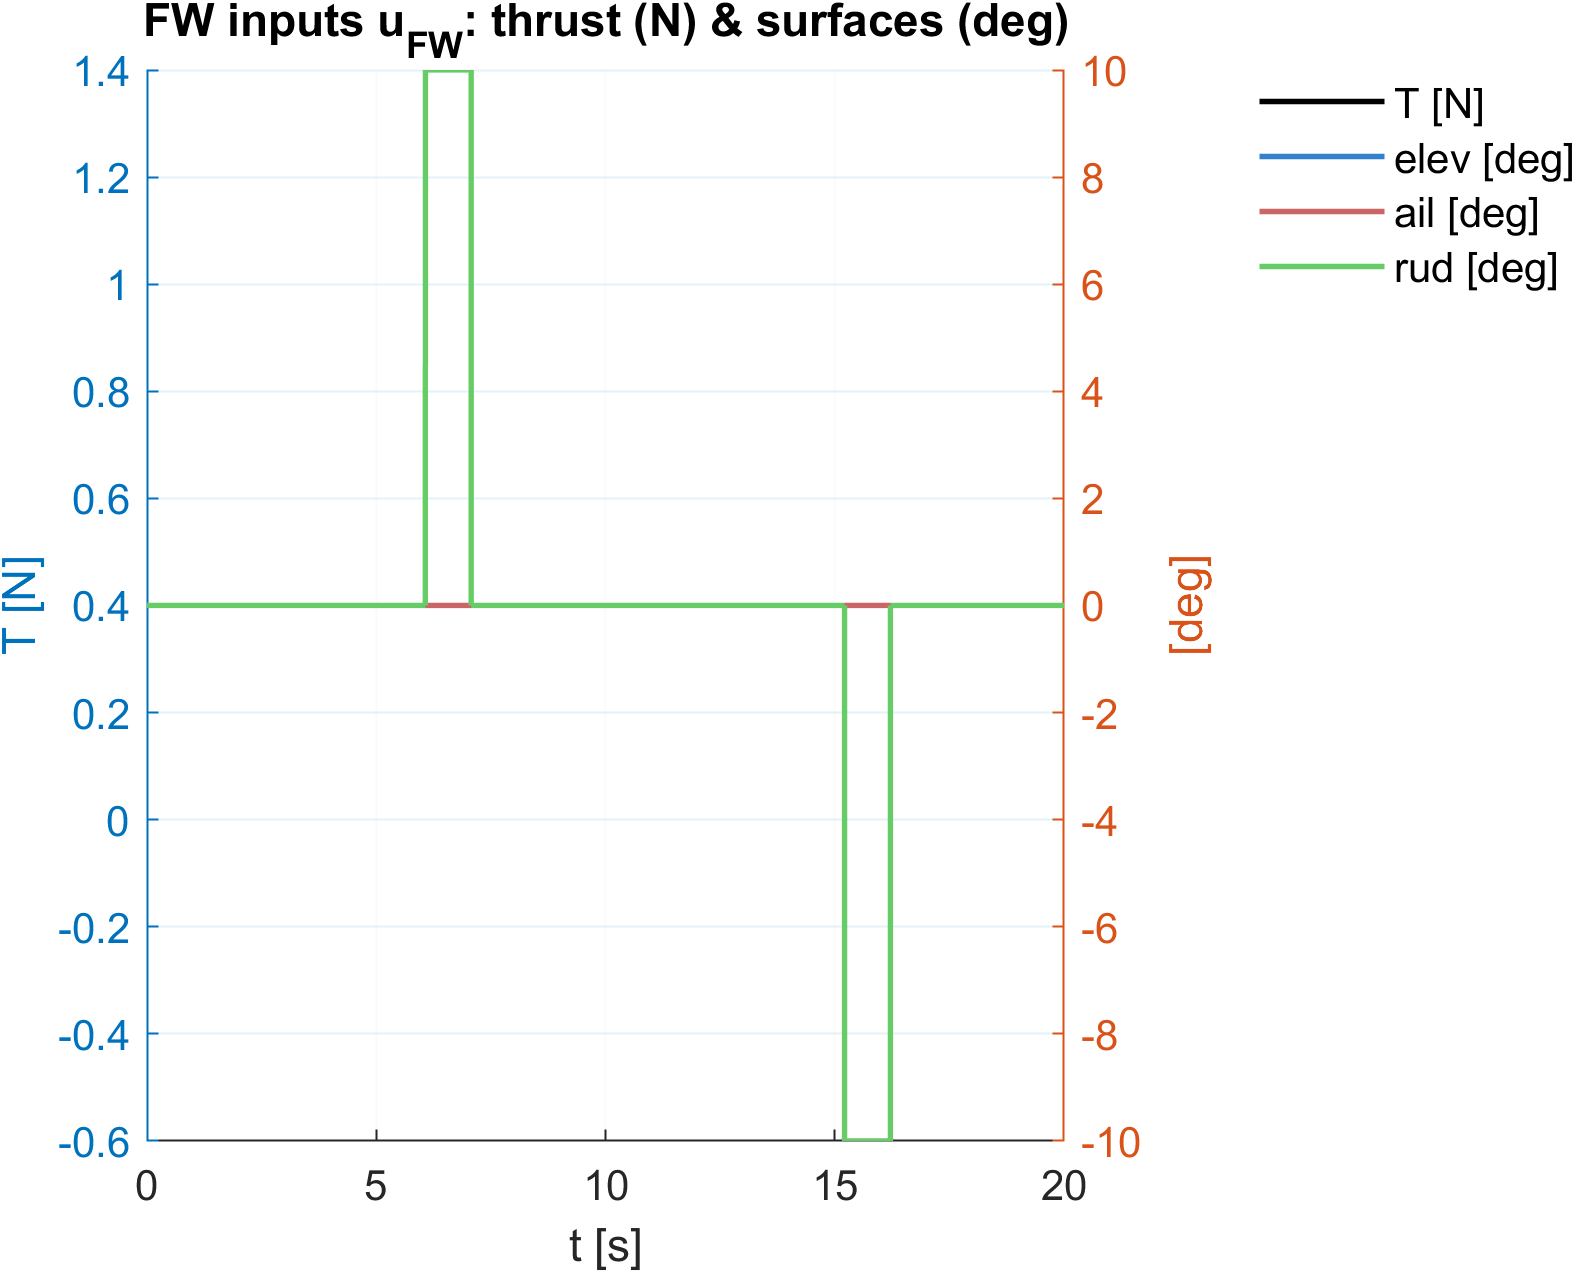 FW inputs u_FW: thrust (N) & surfaces (deg)
1.4
1.2
1
0.8
0.6
0.4
0.2
0
-0.2
-0.4
-0.6
T [N]
10
8
6
4
2
0
-2
-4
-6
-8
-10
[deg]
0 5 10 15 20
t [s]
T [N]
elev [deg]
ail [deg]
rud [deg]